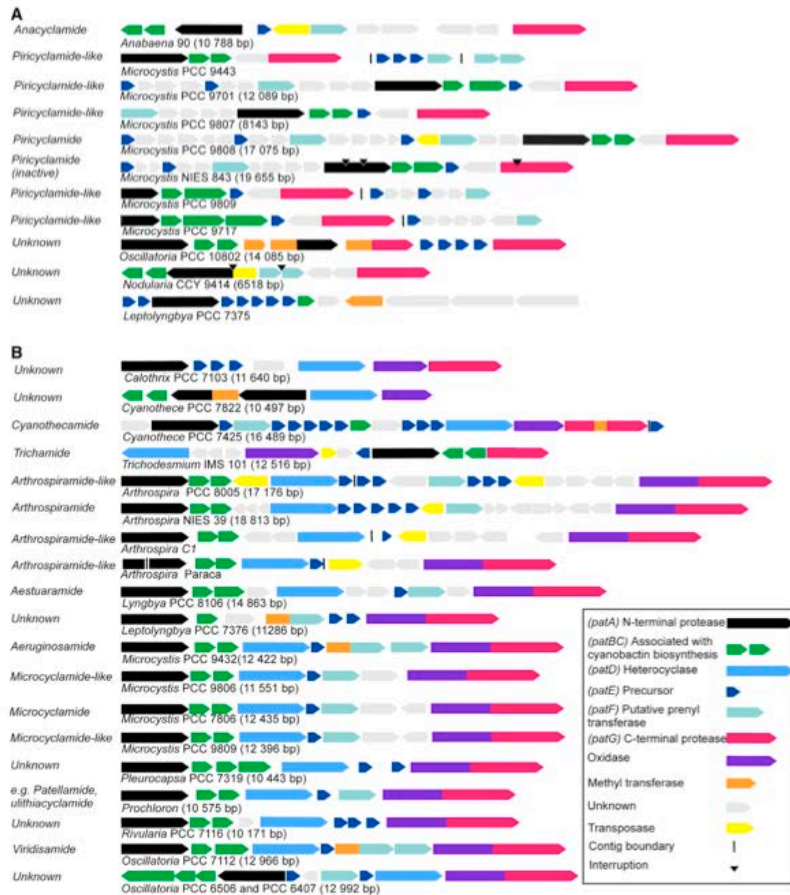 A
Anacyclamide
Anabaena 90 (10 788 bp)
Piricyclamide-like
Microcystis PCC 9443
Piricyclamide-like
Microcystis PCC 9701 (12 089 bp)
Piricyclamide-like
Microcystis PCC 9807 (8143 bp)
Piricyclamide
Microcystis PCC 9808 (17 075 bp)
Piricyclamide
(inactive)
Microcystis NIES 843 (19 655 bp)
Piricyclamide-like
Microcystis PCC 9809
Piricyclamide-like
Microcystis PCC 9717
Unknown
Oscillatoria PCC 10802 (14 085 bp)
Unknown
Nodularia CCY 9414 (6518 bp)
Unknown
Leptolyngbya PCC 7375
B
Unknown
Calothrix PCC 7103 (11 640 bp)
Unknown
Cyanothece PCC 7822 (10 497 bp)
Cyanothecamide
Cyanothece PCC 7425 (16 489 bp)
Trichamide
Trichodesmium IMS 101 (12 516 bp)
Arthrospiramide-like
Arthrospira PCC 8005 (17 176 bp)
Arthrospiramide
Arthrospira NIES 39 (18 813 bp)
Arthrospiramide-like
Arthrospira C1
Arthrospiramide-like
Arthrospira Paraca
Aestuaramide
Lyngbya PCC 8106 (14 863 bp)
Unknown
Leptolyngbya PCC 7376 (11286 bp)
Aeruginosamide
Microcystis PCC 9432 (12 422 bp)
Microcyclamide-like
Microcystis PCC 9806 (11 551 bp)
Microcyclamide
Microcystis PCC 7806 (12 435 bp)
Microcyclamide-like
Microcystis PCC 9809 (12 396 bp)
Unknown
Pleurocapsa PCC 7319 (10 443 bp)
e.g. Patellamide,
ulithiacyclamide
Prochloron (10 575 bp)
Unknown
Rivularia PCC 7116 (10 171 bp)
Viridisamide
Oscillatoria PCC 7112 (12 966 bp)
Unknown
Oscillatoria PCC 6506 and PCC 6407 (12 992 bp)
(patA) N-terminal protease
(patBC) Associated with
cyanobactin biosynthesis
(patD) Heterocyclase
(patE) Precursor
(patF) Putative prenyl
transferase
(patG) C-terminal protease
Oxidase
Methyl transferase
Unknown
Transposase
Contig boundary
Interruption